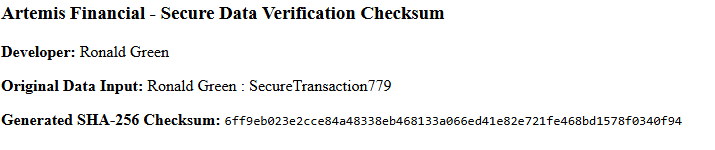 Artemis Financial - Secure Data Verification Checksum
Developer: Ronald Green
Original Data Input: Ronald Green : SecureTransaction779
Generated SHA-256 Checksum: 6ff9eb023e2cce84a48338eb468133a066ed41e82e721fe468bd1578f0340f94